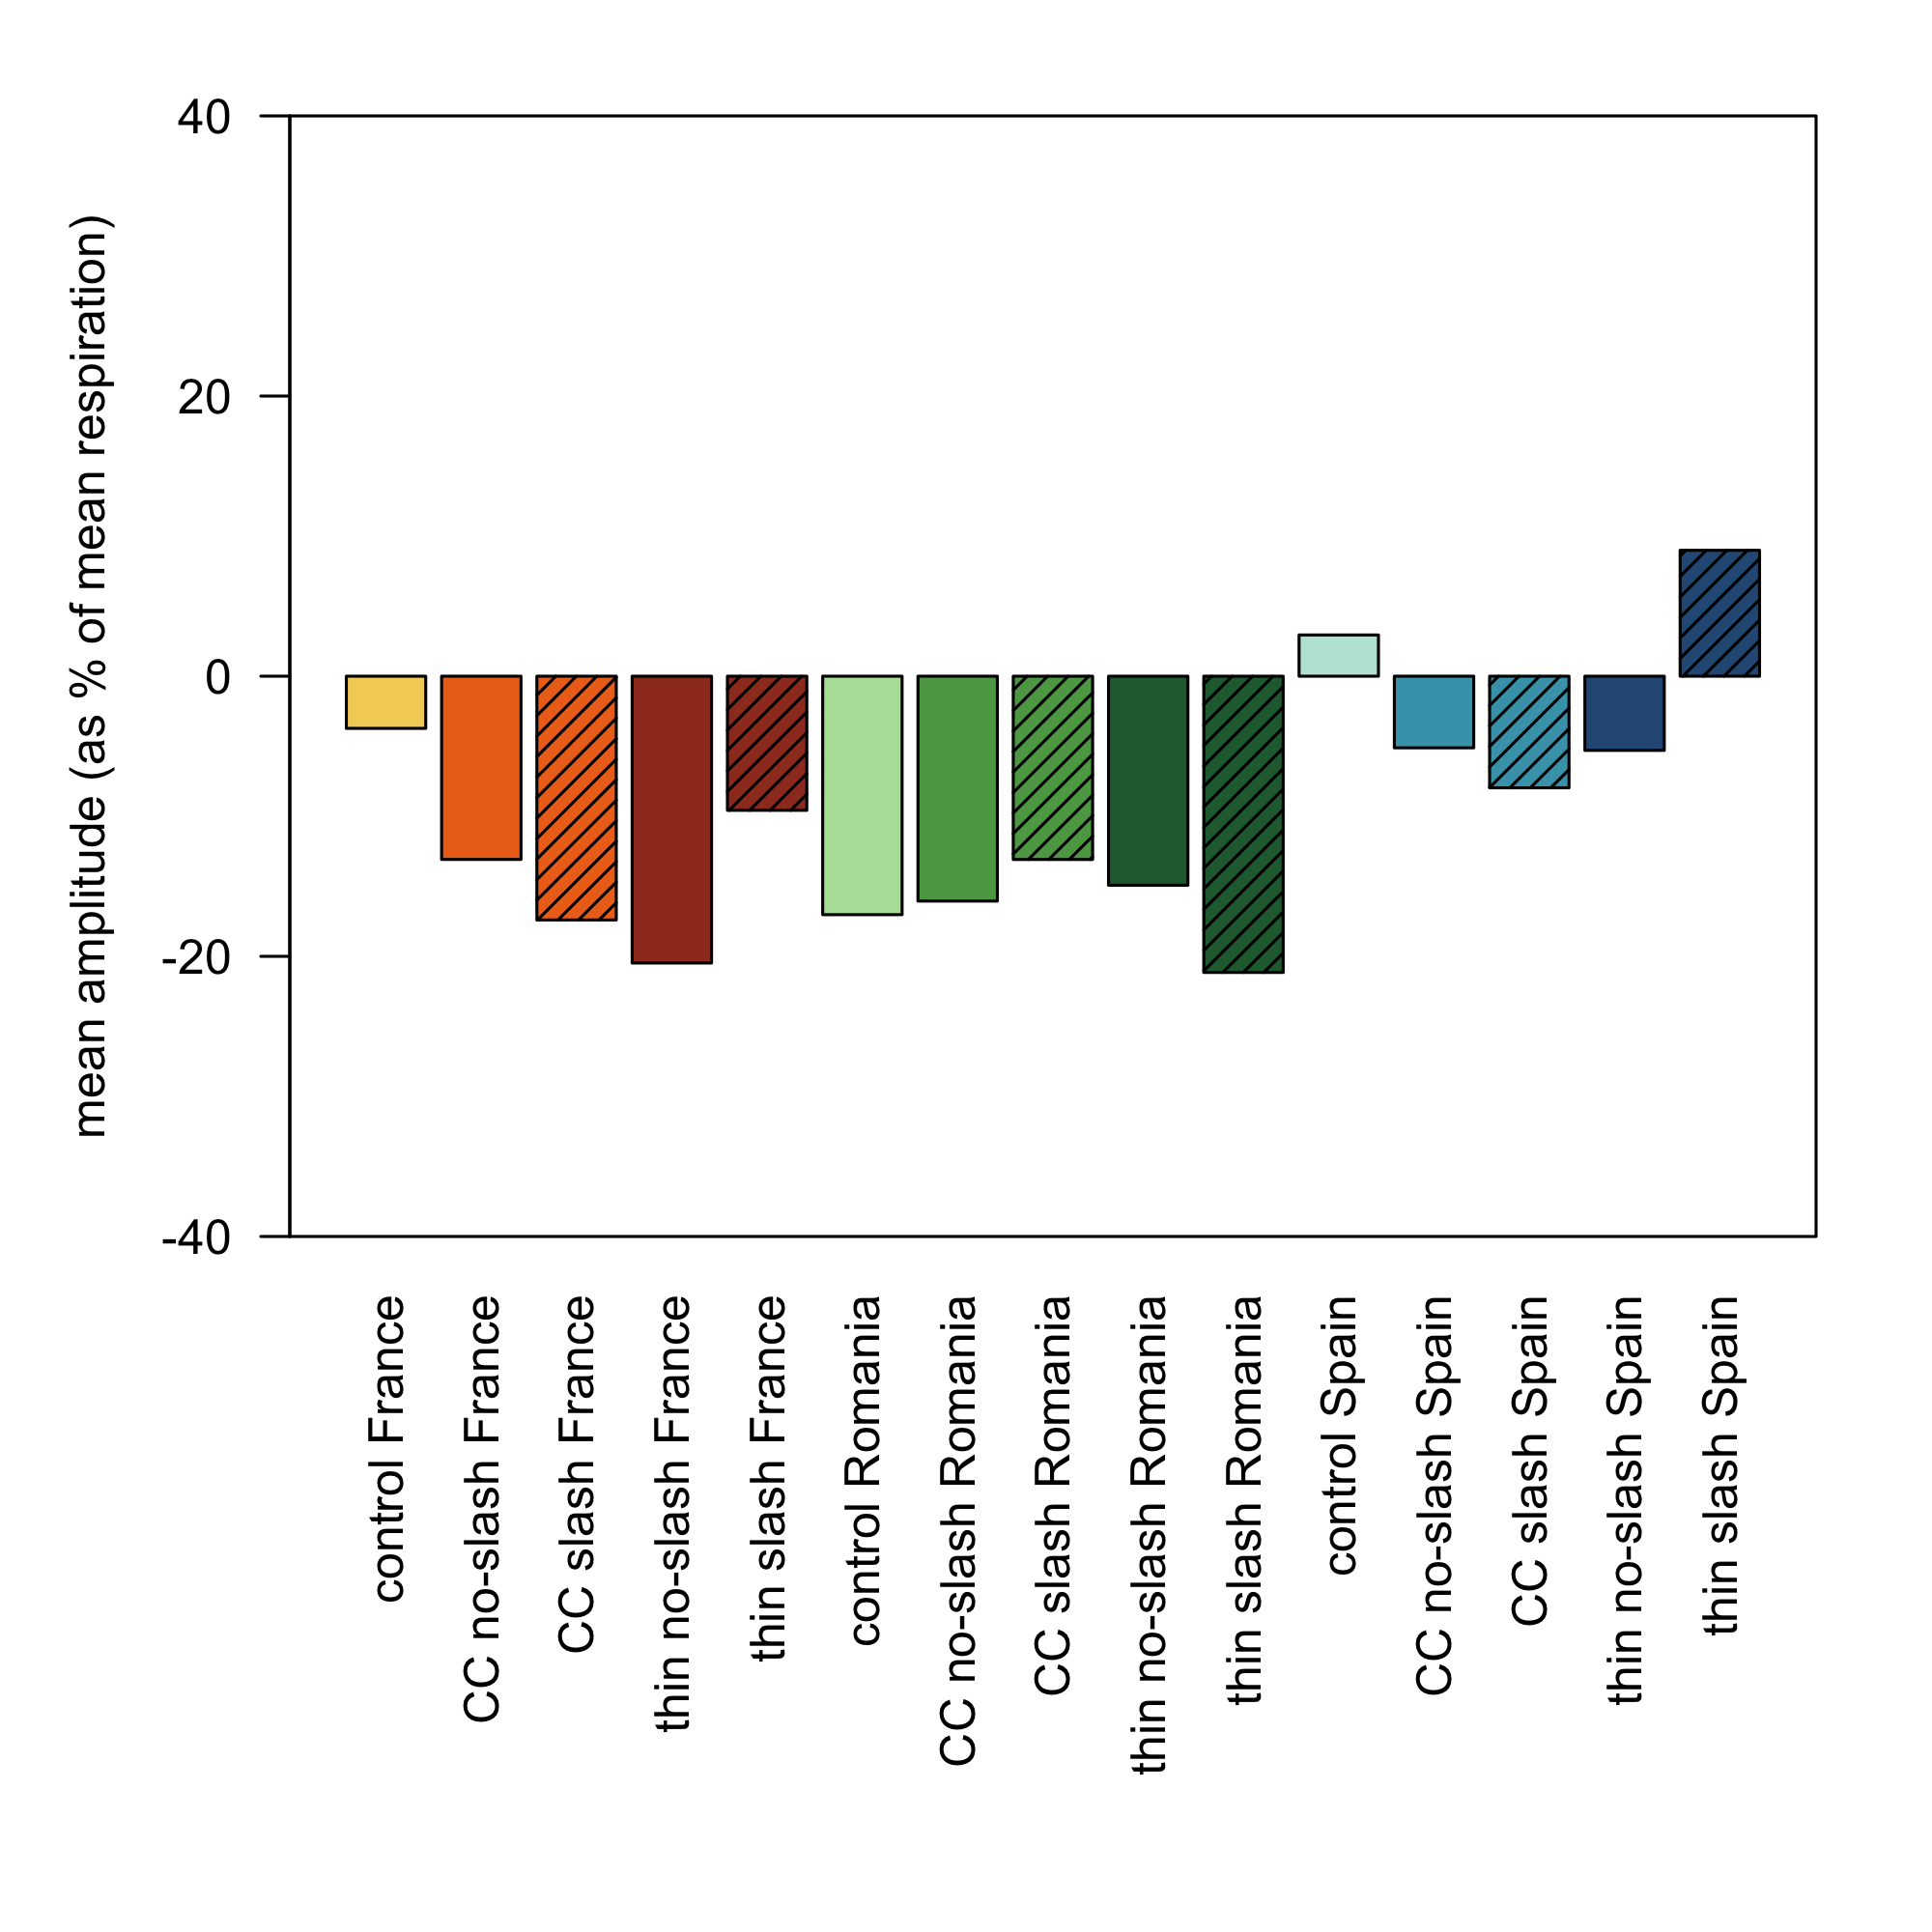 mean amplitude (as % of mean respiration)
40
20
0
-20
-40
control France
CC no-slash France
CC slash France
thin no-slash France
thin slash France
control Romania
CC no-slash Romania
CC slash Romania
thin no-slash Romania
thin slash Romania
control Spain
CC no-slash Spain
CC slash Spain
thin no-slash Spain
thin slash Spain